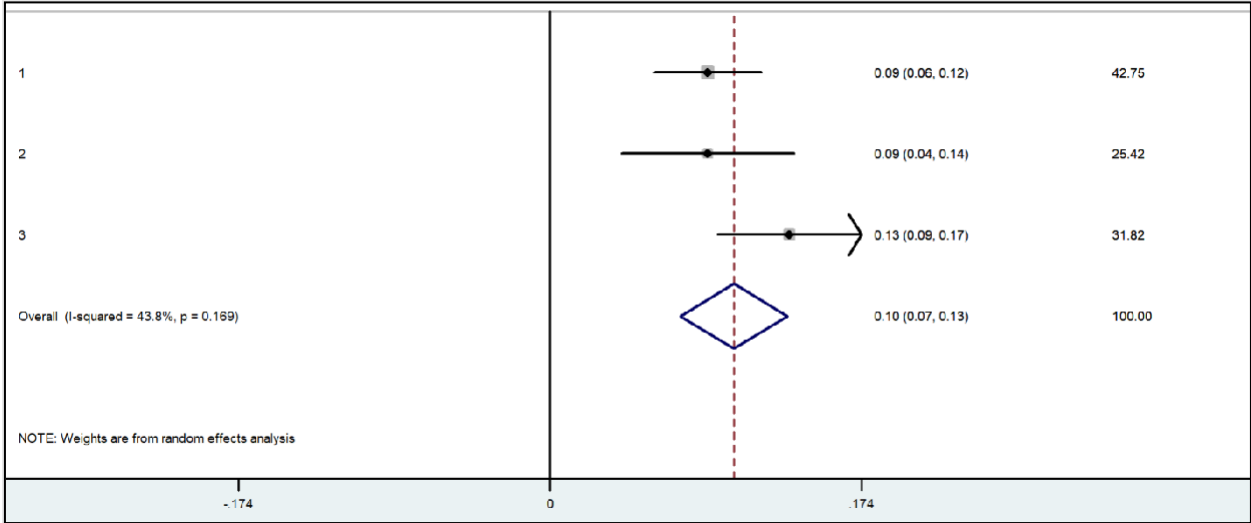 1 0.09 (0.06, 0.12) 42.75
2 0.09 (0.04, 0.14) 25.42
3 0.13 (0.09, 0.17) 31.82
Overall (I-squared = 43.8%, p = 0.169) 0.10 (0.07, 0.13) 100.00
NOTE: Weights are from random effects analysis
-.174 0 .174